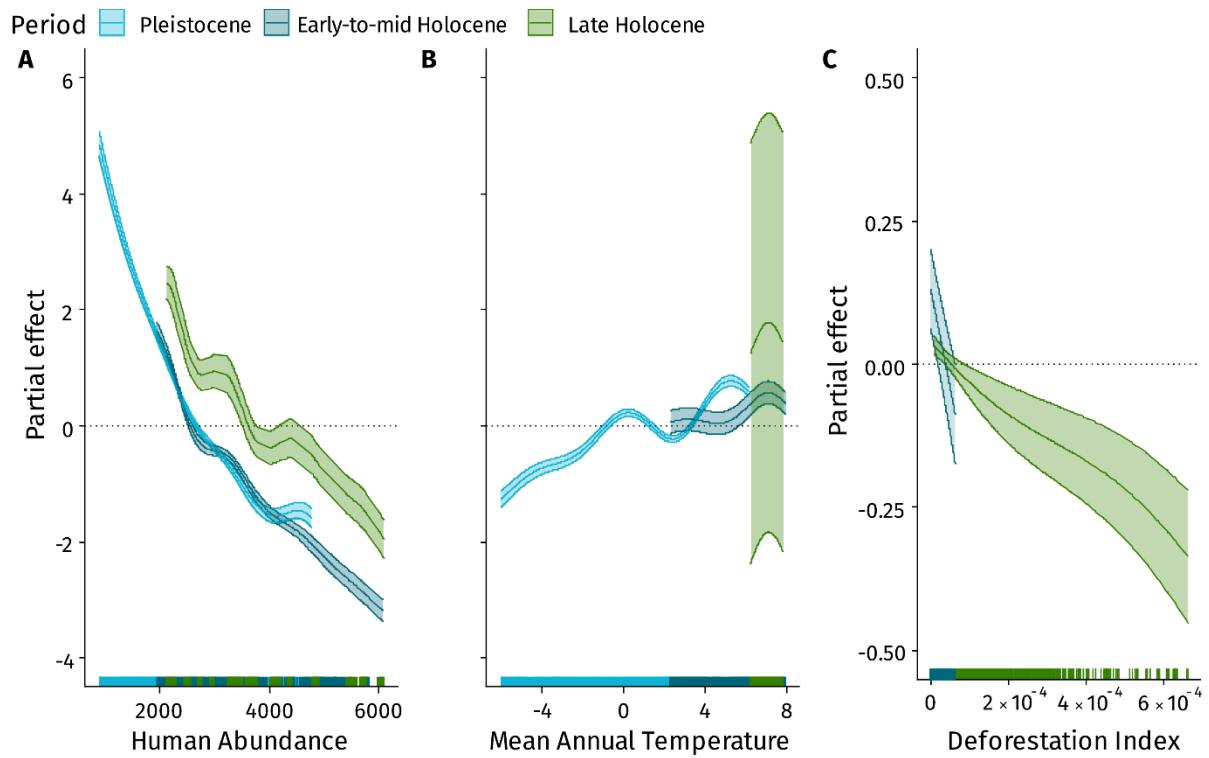 Period Pleistocene Early-to-mid Holocene Late Holocene
A
B
C
Partial effect
6
4
2
0
-2
-4
2000 4000 6000
Human Abundance
-4 0 4 8
Mean Annual Temperature
Partial effect
0.50
0.25
0.00
-0.25
-0.50
0 2 × 10⁻⁴ 4 × 10⁻⁴ 6 × 10⁻⁴
Deforestation Index